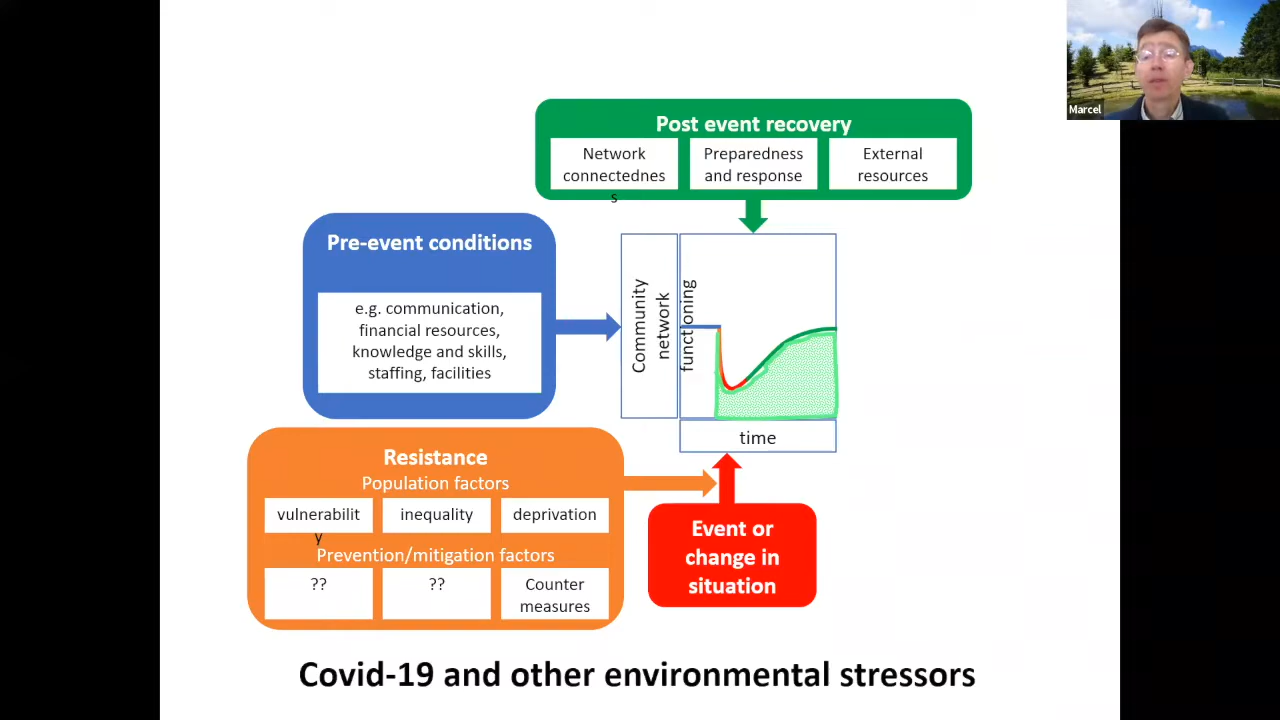 Marcel
Post event recovery
Network
connectednes
s
Preparedness
and response
External
resources
Pre-event conditions
e.g. communication,
financial resources,
knowledge and skills,
staffing, facilities
Community
network
functioning
time
Resistance
Population factors
vulnerabilit
y
inequality
deprivation
Prevention/mitigation factors
??
??
Counter
measures
Event or
change in
situation
Covid-19 and other environmental stressors